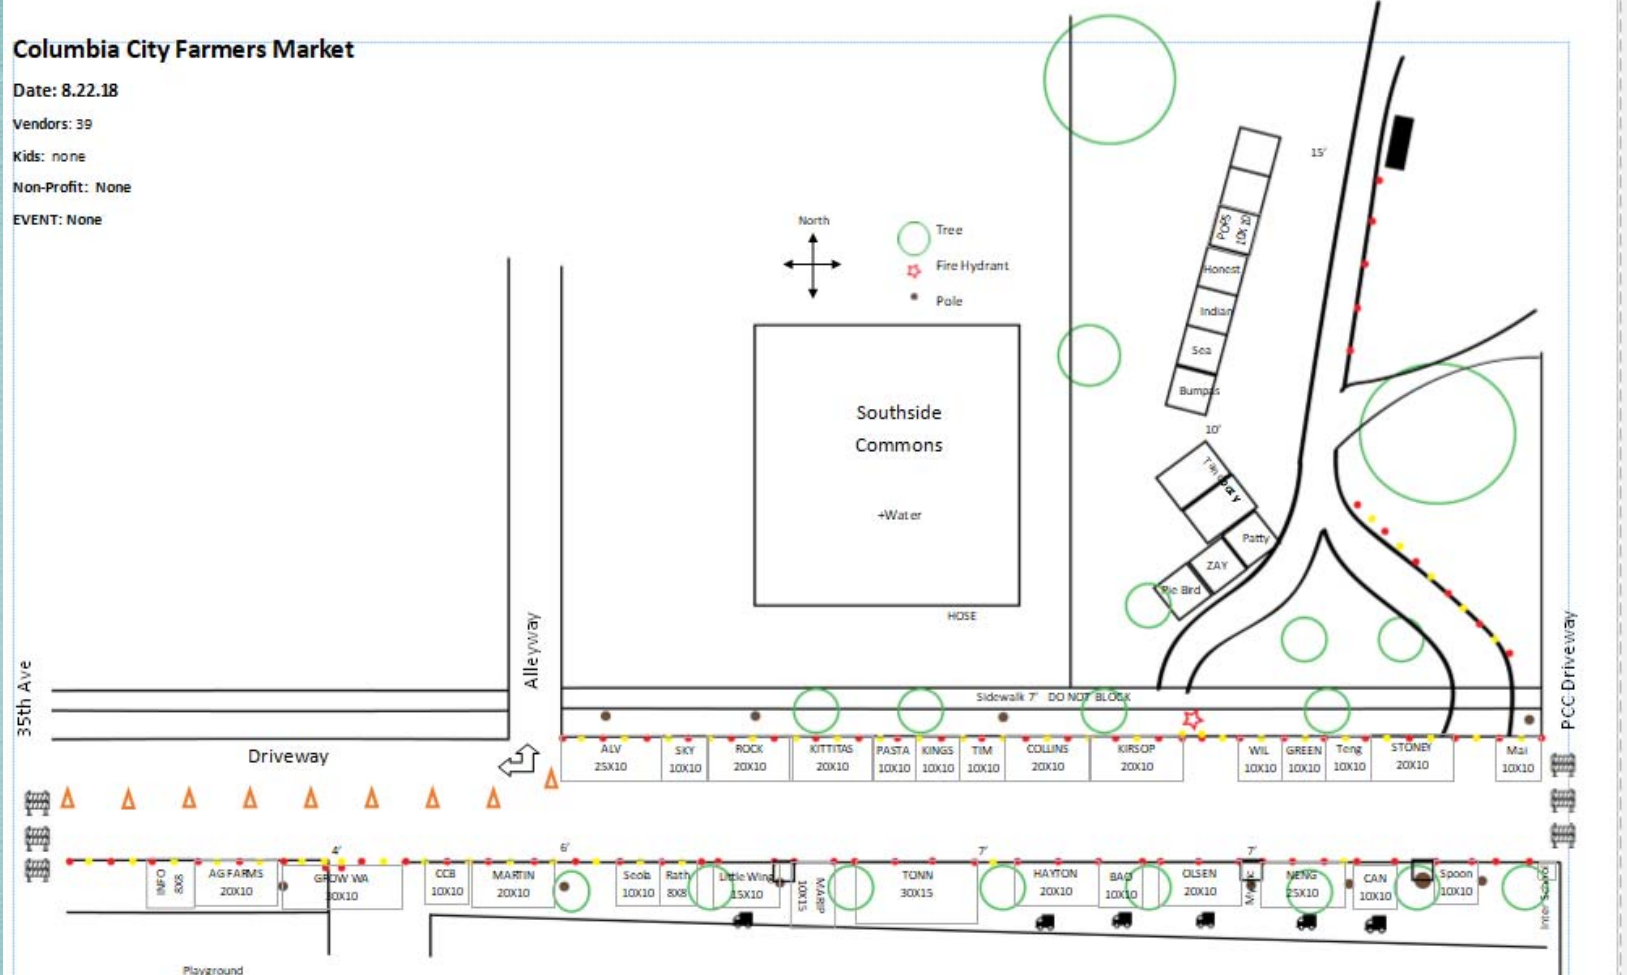 Columbia City Farmers Market
Date: 8.22.18
Vendors: 39
Kids: none
Non-Profit: None
EVENT: None
North
Tree
Fire Hydrant
Pole
15'
POPS
10X10
Honest
Indian
Sea
Bumpas
10'
Patty
ZAY
Pie Bird
Southside
Commons
+Water
HOSE
35th Ave
Alleyway
PCC Driveway
Sidewalk 7' DO NOT BLOCK
Driveway
ALV
25X10
SKY
10X10
ROCK
20X10
KITTITAS
20X10
PASTA
10X10
KINGS
10X10
TIM
10X10
COLLINS
20X10
KIRSOP
20X10
WIL
10X10
GREEN
10X10
Teng
10X10
STONEY
20X10
Mai
10X10
4'
6'
7'
7'
INFO
8X8
AG FARMS
20X10
GROW WA
30X10
CCB
10X10
MARTIN
20X10
Seola
10X10
Rath
8X8
Little Wing
15X10
MARIP
10X15
TONN
30X15
HAYTON
20X10
BAO
10X10
OLSEN
20X10
NENG
25X10
CAN
10X10
Spoon
10X10
Playground